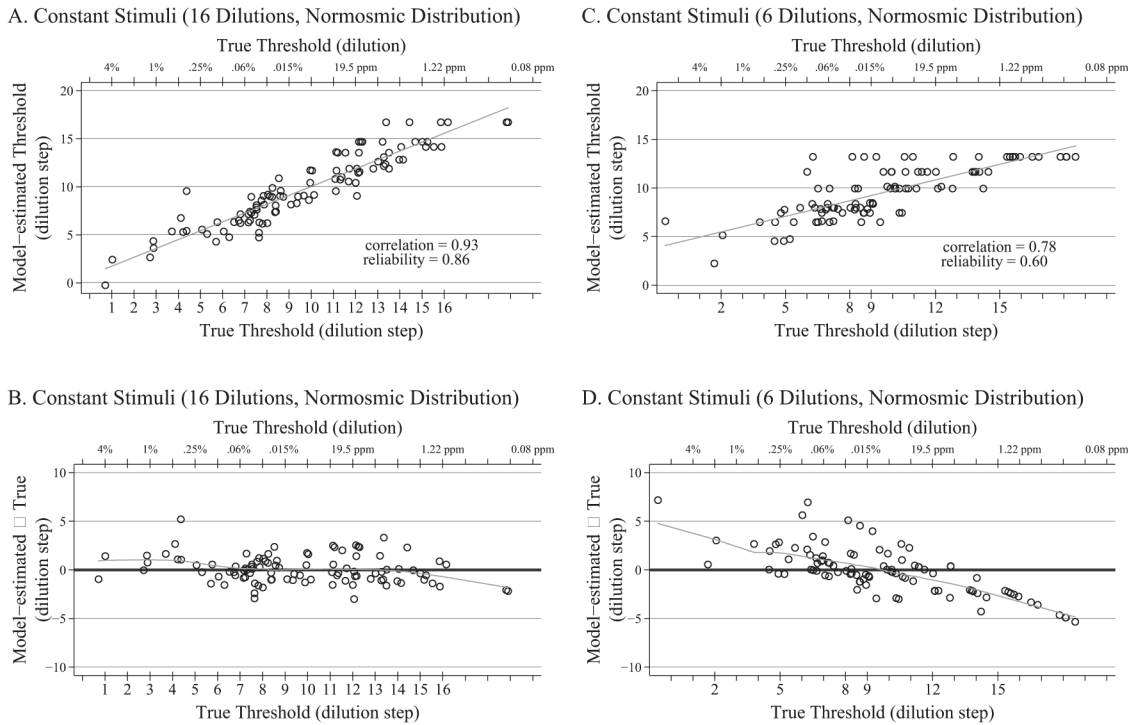 A. Constant Stimuli (16 Dilutions, Normosmic Distribution)
True Threshold (dilution)
4% 1% .25% .06% .015% 19.5 ppm 1.22 ppm 0.08 ppm
Model−estimated Threshold
(dilution step)
20
15
10
5
0
correlation = 0.93
reliability = 0.86
1 2 3 4 5 6 7 8 9 10 11 12 13 14 15 16
True Threshold (dilution step)
C. Constant Stimuli (6 Dilutions, Normosmic Distribution)
True Threshold (dilution)
4% 1% .25% .06% .015% 19.5 ppm 1.22 ppm 0.08 ppm
Model−estimated Threshold
(dilution step)
20
15
10
5
0
correlation = 0.78
reliability = 0.60
2 5 8 9 12 15
True Threshold (dilution step)
B. Constant Stimuli (16 Dilutions, Normosmic Distribution)
True Threshold (dilution)
4% 1% .25% .06% .015% 19.5 ppm 1.22 ppm 0.08 ppm
Model−estimated □ True
(dilution step)
10
5
0
−5
−10
1 2 3 4 5 6 7 8 9 10 11 12 13 14 15 16
True Threshold (dilution step)
D. Constant Stimuli (6 Dilutions, Normosmic Distribution)
True Threshold (dilution)
4% 1% .25% .06% .015% 19.5 ppm 1.22 ppm 0.08 ppm
Model−estimated □ True
(dilution step)
10
5
0
−5
−10
2 5 8 9 12 15
True Threshold (dilution step)